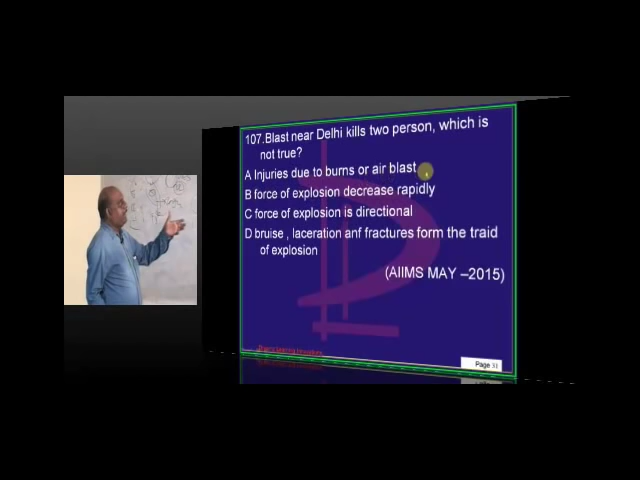 107.Blast near Delhi kills two person, which is
not true?
A Injuries due to burns or air blast
B force of explosion decrease rapidly
C force of explosion is directional
D bruise , laceration anf fractures form the traid
of explosion
(AIIMS MAY –2015)
Page 31